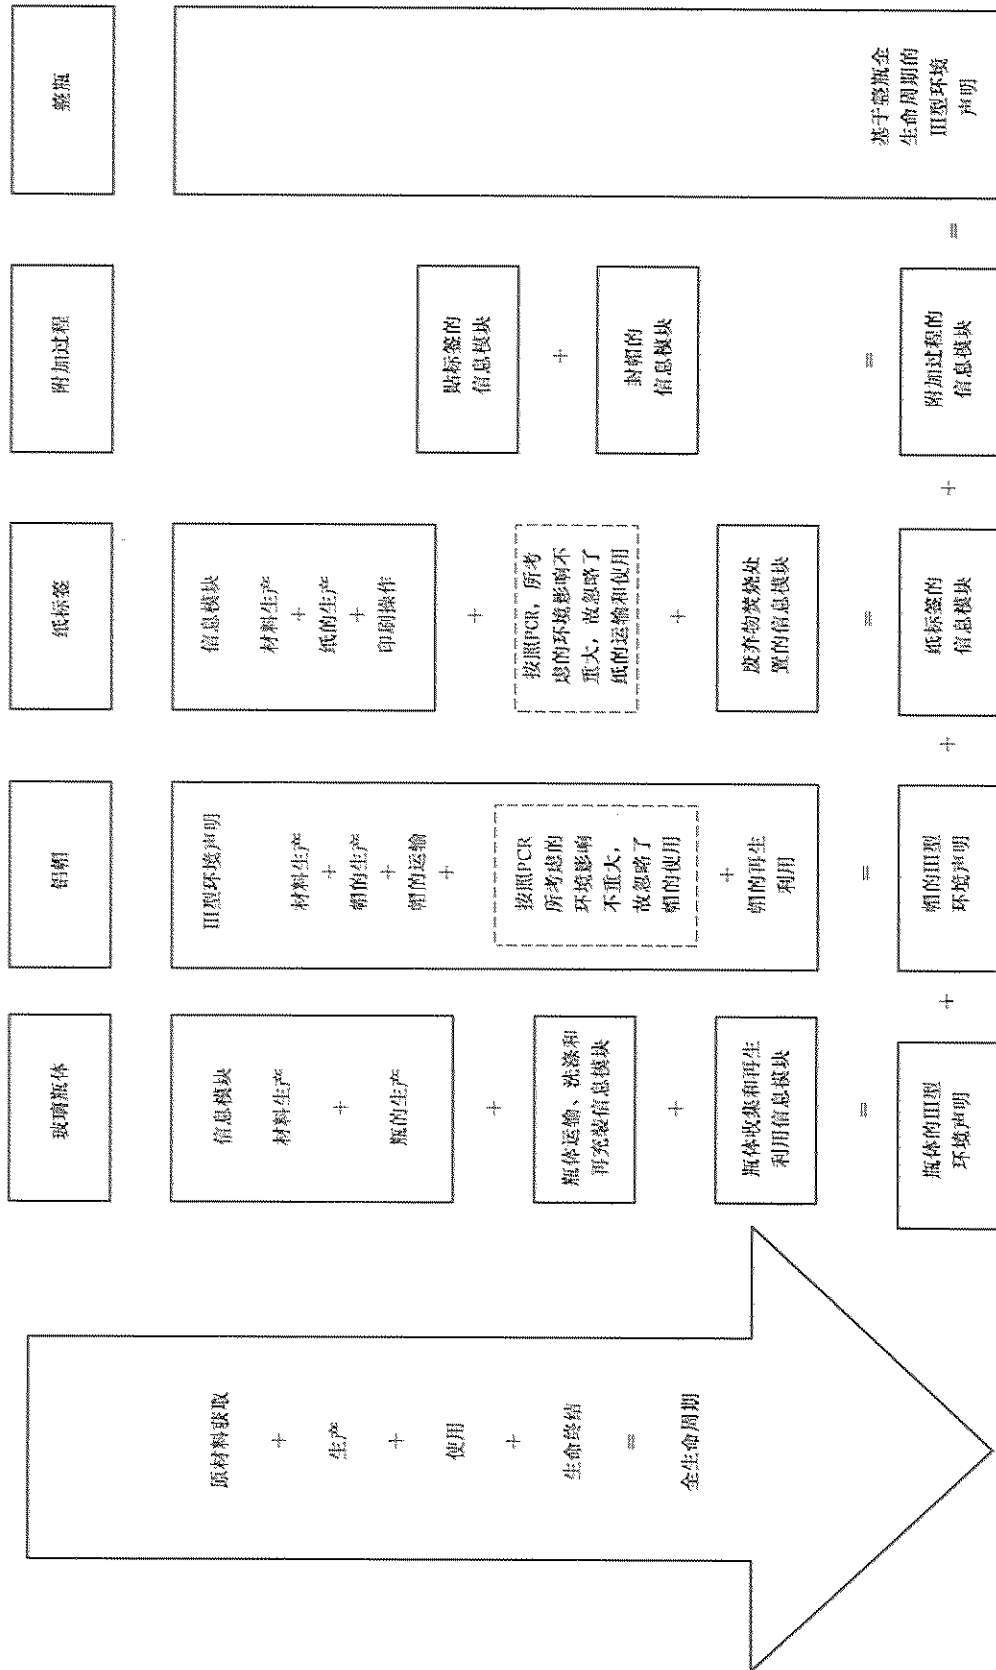 原材料获取
+
生产
+
使用
+
生命终结
=
全生命周期
玻璃瓶体
信息模块
材料生产
+
瓶的生产
+
瓶体运输、洗涤和
再充装信息模块
+
瓶体收集和再生
利用信息模块
=
瓶体的III型
环境声明
+
铝帽
III型环境声明
材料生产
+
帽的生产
+
帽的运输
+
按照PCR
所考虑的
环境影响
不重大，
故忽略了
帽的使用
+
帽的再生
利用
=
帽的III型
环境声明
+
纸标签
信息模块
材料生产
+
纸的生产
+
印刷操作
+
按照PCR，所考
虑的环境影响不
重大，故忽略了
纸的运输和使用
+
废弃物焚烧处
置的信息模块
=
纸标签的
信息模块
+
附加过程
贴标签的
信息模块
+
封帽的
信息模块
=
附加过程的
信息模块
=
整瓶
基于整瓶全
生命周期的
III型环境
声明